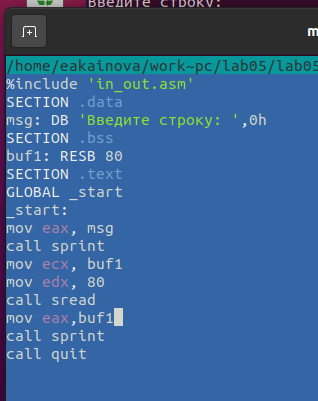 Введите строку:
m
/home/eakainova/work~pc/lab05/lab05
%include 'in_out.asm'
SECTION .data
msg: DB 'Введите строку: ',0h
SECTION .bss
buf1: RESB 80
SECTION .text
GLOBAL _start
_start:
mov eax, msg
call sprint
mov ecx, buf1
mov edx, 80
call sread
mov eax,buf1
call sprint
call quit